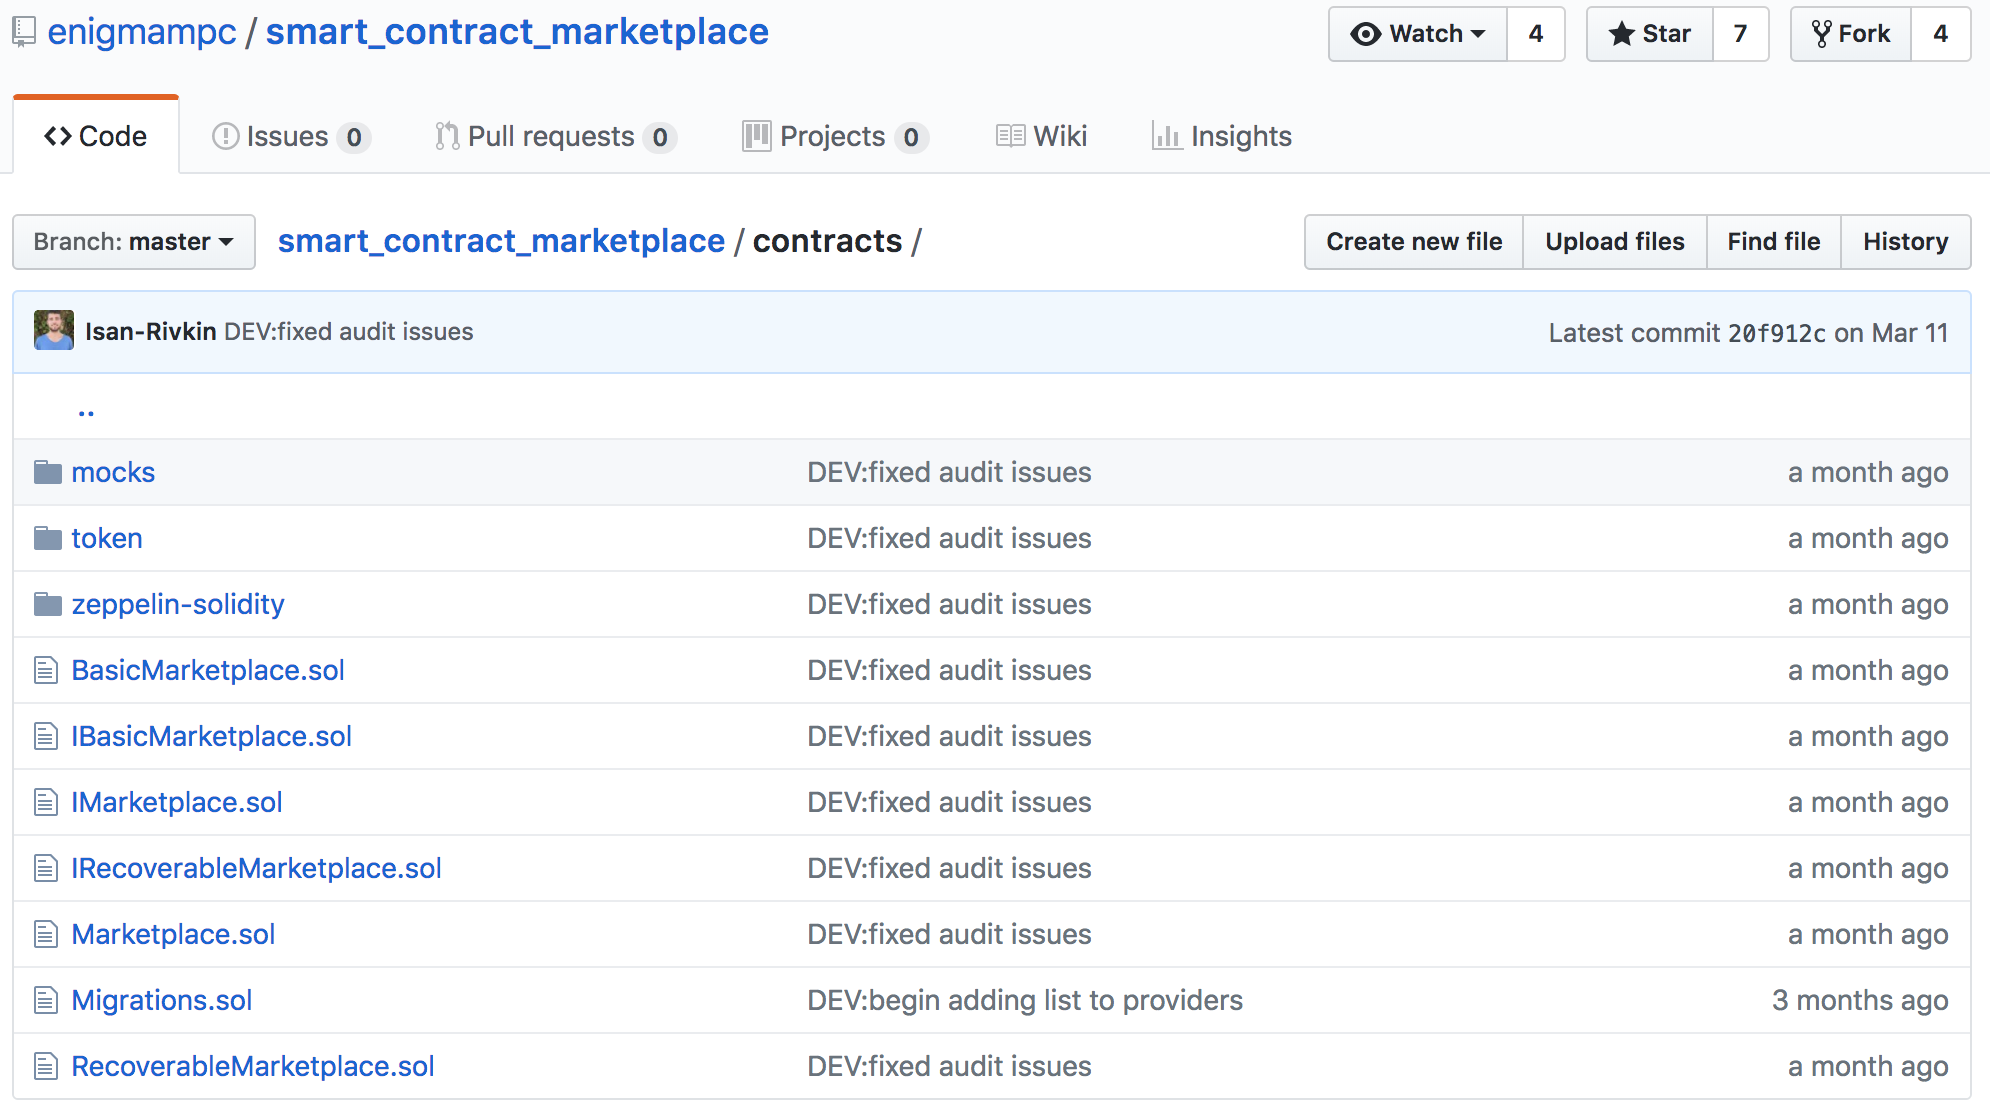 enigmampc / smart_contract_marketplace Watch 4 Star 7 Fork 4
Code Issues 0 Pull requests 0 Projects 0 Wiki Insights
Branch: master smart_contract_marketplace / contracts / Create new file Upload files Find file History
Isan-Rivkin DEV:fixed audit issues Latest commit 20f912c on Mar 11
..
mocks DEV:fixed audit issues a month ago
token DEV:fixed audit issues a month ago
zeppelin-solidity DEV:fixed audit issues a month ago
BasicMarketplace.sol DEV:fixed audit issues a month ago
IBasicMarketplace.sol DEV:fixed audit issues a month ago
IMarketplace.sol DEV:fixed audit issues a month ago
IRecoverableMarketplace.sol DEV:fixed audit issues a month ago
Marketplace.sol DEV:fixed audit issues a month ago
Migrations.sol DEV:begin adding list to providers 3 months ago
RecoverableMarketplace.sol DEV:fixed audit issues a month ago